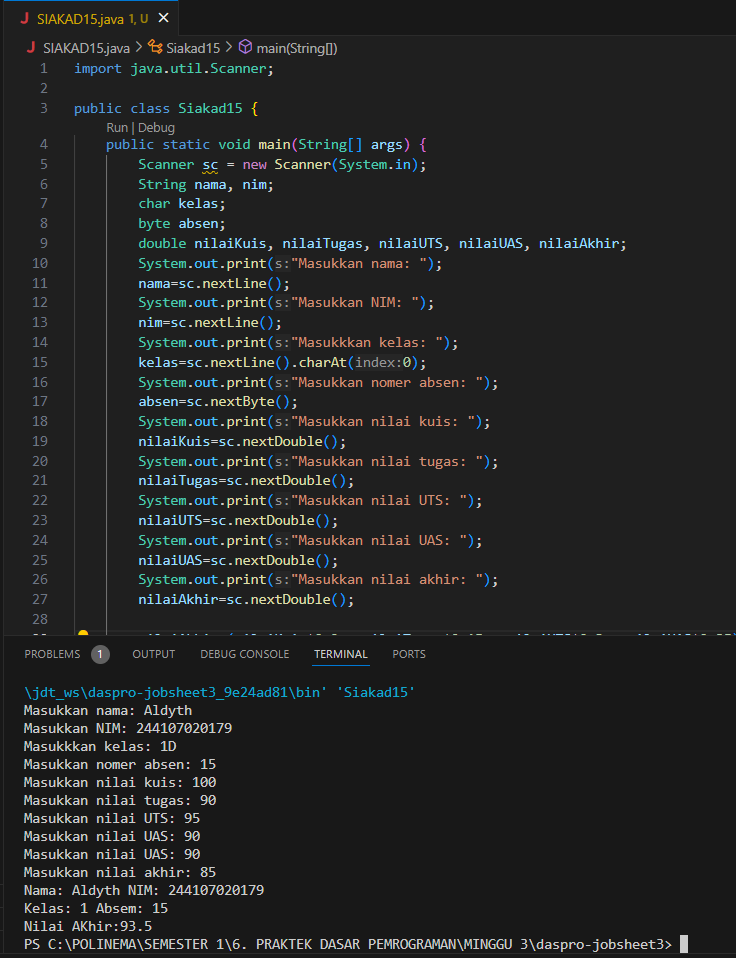 SIAKAD15.java 1, U
SIAKAD15.java > Siakad15 > main(String[])
1 import java.util.Scanner;
2
3 public class Siakad15 {
Run | Debug
4 public static void main(String[] args) {
5 Scanner sc = new Scanner(System.in);
6 String nama, nim;
7 char kelas;
8 byte absen;
9 double nilaiKuis, nilaiTugas, nilaiUTS, nilaiUAS, nilaiAkhir;
10 System.out.print(s:"Masukkan nama: ");
11 nama=sc.nextLine();
12 System.out.print(s:"Masukkan NIM: ");
13 nim=sc.nextLine();
14 System.out.print(s:"Masukkkan kelas: ");
15 kelas=sc.nextLine().charAt(index:0);
16 System.out.print(s:"Masukkan nomer absen: ");
17 absen=sc.nextByte();
18 System.out.print(s:"Masukkan nilai kuis: ");
19 nilaiKuis=sc.nextDouble();
20 System.out.print(s:"Masukkan nilai tugas: ");
21 nilaiTugas=sc.nextDouble();
22 System.out.print(s:"Masukkan nilai UTS: ");
23 nilaiUTS=sc.nextDouble();
24 System.out.print(s:"Masukkan nilai UAS: ");
25 nilaiUAS=sc.nextDouble();
26 System.out.print(s:"Masukkan nilai akhir: ");
27 nilaiAkhir=sc.nextDouble();
28
PROBLEMS 1 OUTPUT DEBUG CONSOLE TERMINAL PORTS
\jdt_ws\daspro-jobsheet3_9e24ad81\bin' 'Siakad15'
Masukkan nama: Aldyth
Masukkan NIM: 244107020179
Masukkkan kelas: 1D
Masukkan nomer absen: 15
Masukkan nilai kuis: 100
Masukkan nilai tugas: 90
Masukkan nilai UTS: 95
Masukkan nilai UAS: 90
Masukkan nilai UAS: 90
Masukkan nilai akhir: 85
Nama: Aldyth NIM: 244107020179
Kelas: 1 Absem: 15
Nilai AKhir:93.5
PS C:\POLINEMA\SEMESTER 1\6. PRAKTEK DASAR PEMROGRAMAN\MINGGU 3\daspro-jobsheet3>